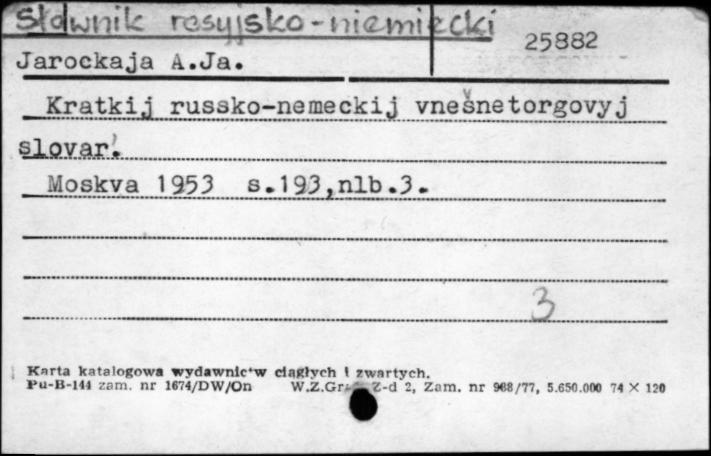 Słownik rosyjsko-niemiecki
25882
Jarockaja A.Ja.
Kratkij russko-nemeckij vnešnetorgovyj
slovar'.
Moskva 1953 s.193,nlb.3.
3
Karta katalogowa wydawnictw ciągłych i zwartych.
Pu-B-144 zam. nr 1674/DW/On W.Z.Graf. Z-d 2, Zam. nr 968/77, 5.650.000 74 × 120